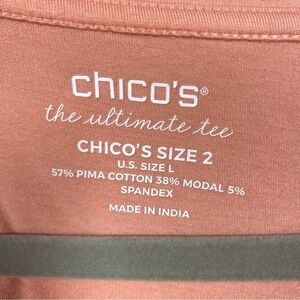 chico's®
the ultimate tee
CHICO'S SIZE 2
U.S. SIZE L
57% PIMA COTTON 38% MODAL 5%
SPANDEX
MADE IN INDIA